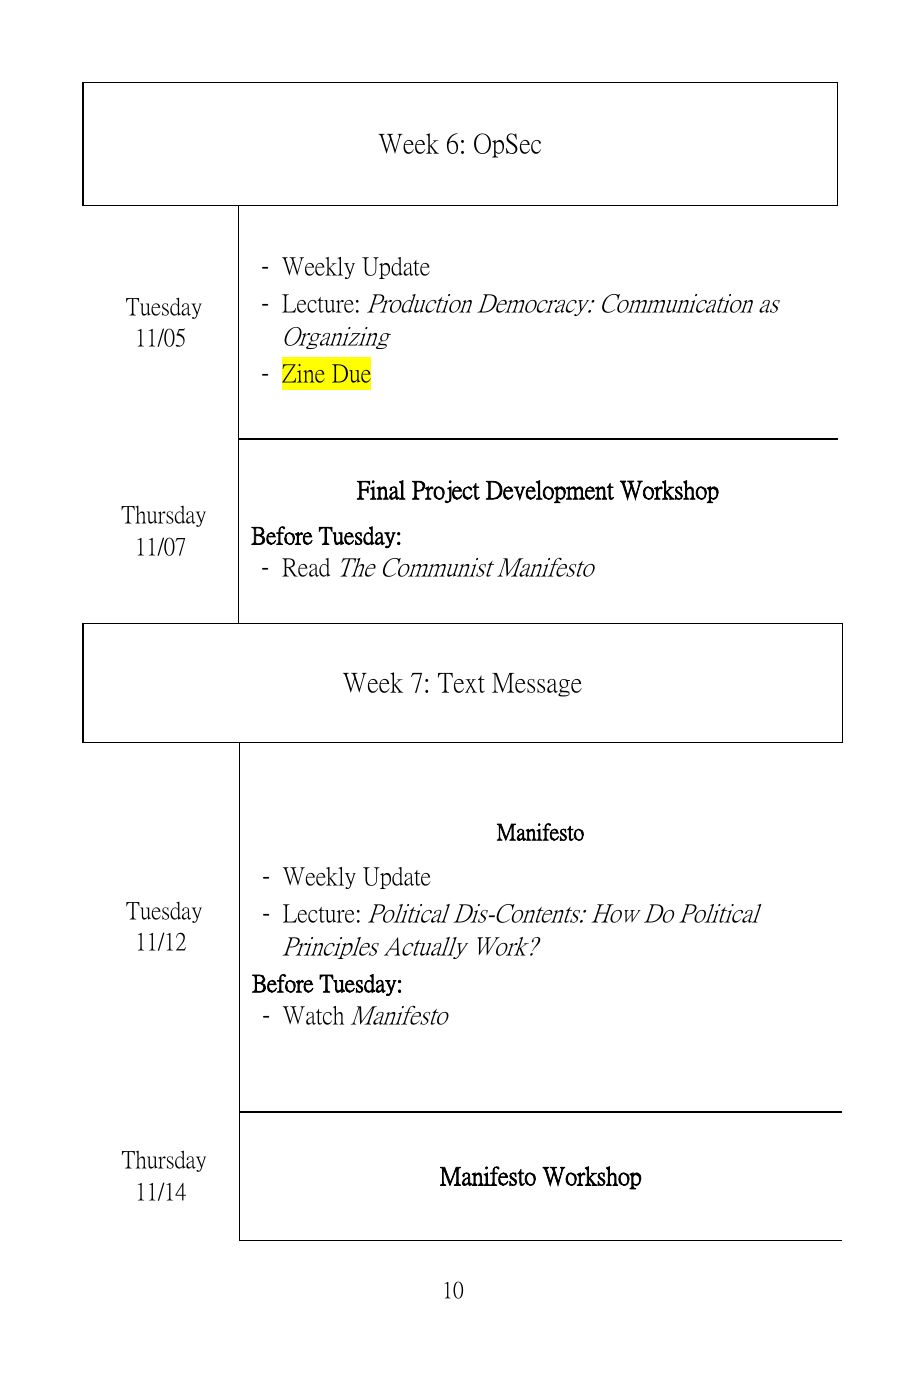 Week 6: OpSec
Tuesday
11/05
- Weekly Update
- Lecture: Production Democracy: Communication as
Organizing
- Zine Due
Thursday
11/07
Final Project Development Workshop
Before Tuesday:
- Read The Communist Manifesto
Week 7: Text Message
Tuesday
11/12
Manifesto
- Weekly Update
- Lecture: Political Dis-Contents: How Do Political
Principles Actually Work?
Before Tuesday:
- Watch Manifesto
Thursday
11/14
Manifesto Workshop
10